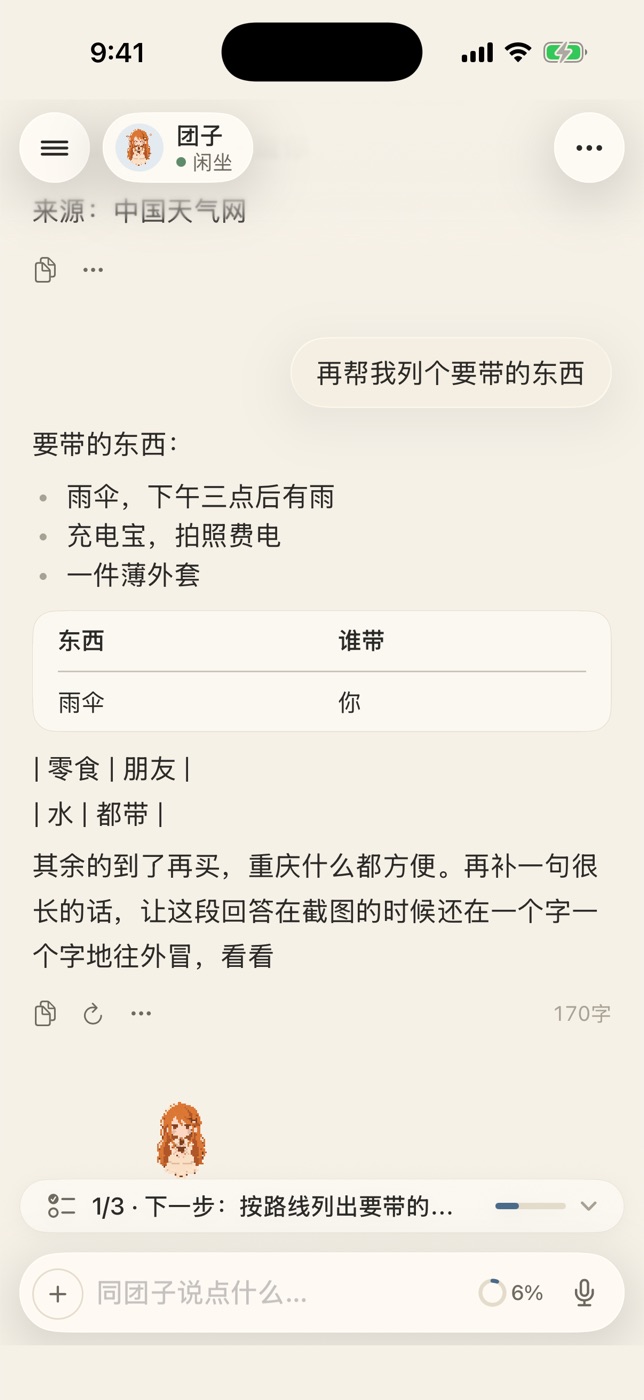 9:41
团子
闲坐
来源：中国天气网
再帮我列个要带的东西
要带的东西：
• 雨伞，下午三点后有雨
• 充电宝，拍照费电
• 一件薄外套
东西 谁带
雨伞 你
| 零食 | 朋友 |
| 水 | 都带 |
其余的到了再买，重庆什么都方便。再补一句很
长的话，让这段回答在截图的时候还在一个字一
个字地往外冒，看看
170字
1/3 · 下一步：按路线列出要带的…
同团子说点什么…
6%